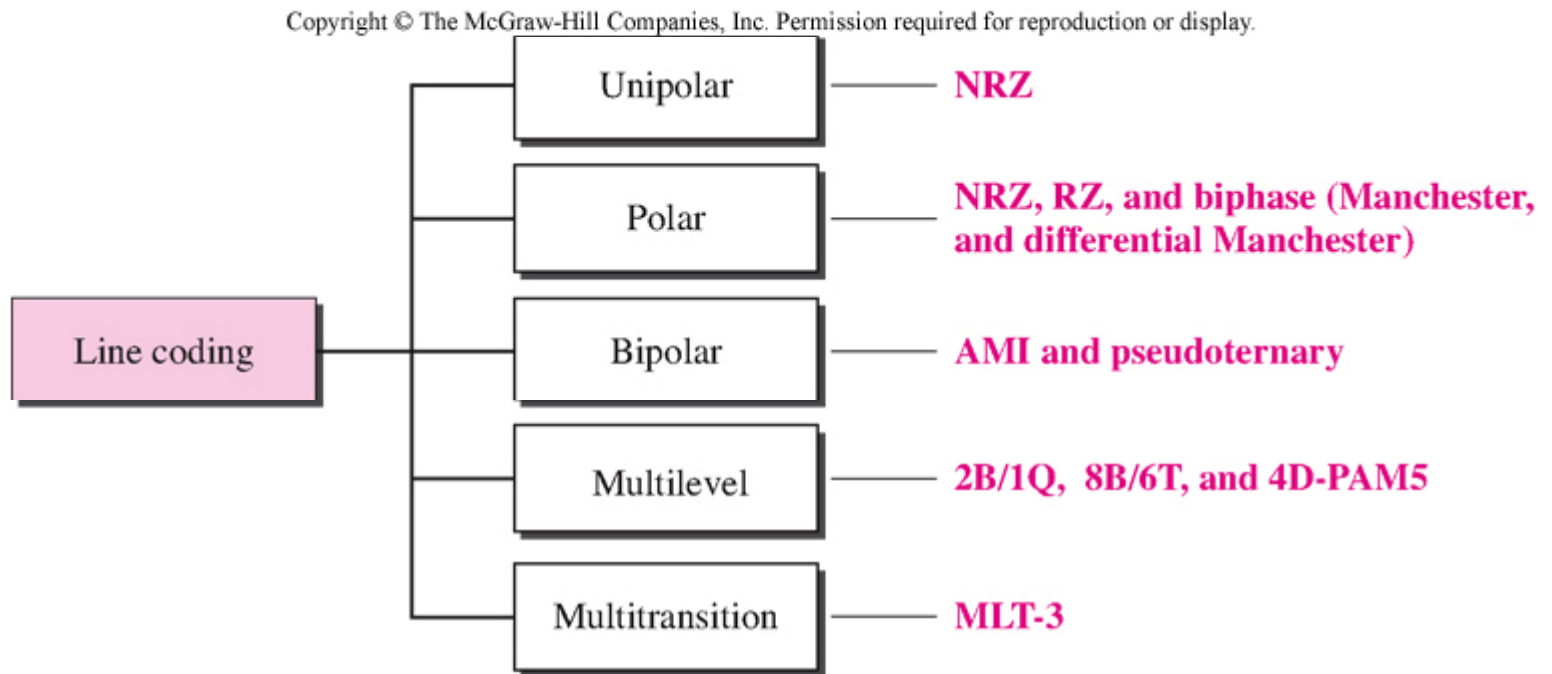 Copyright © The McGraw-Hill Companies, Inc. Permission required for reproduction or display.
Unipolar
NRZ
Polar
NRZ, RZ, and biphase (Manchester,
and differential Manchester)
Line coding
Bipolar
AMI and pseudoternary
Multilevel
2B/1Q, 8B/6T, and 4D-PAM5
Multitransition
MLT-3